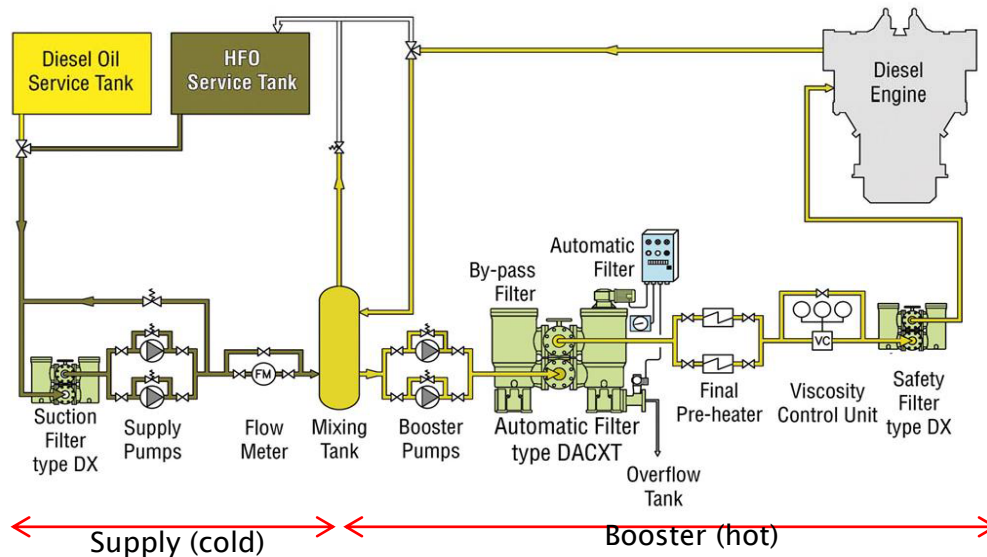 Diesel Oil
Service Tank
HFO
Service Tank
Diesel
Engine
Automatic
Filter
By-pass
Filter
FM
VC
Suction
Filter
type DX
Supply
Pumps
Flow
Meter
Mixing
Tank
Booster
Pumps
Automatic Filter
type DACXT
Final
Pre-heater
Viscosity
Control Unit
Safety
Filter
type DX
Overflow
Tank
Supply (cold)
Booster (hot)